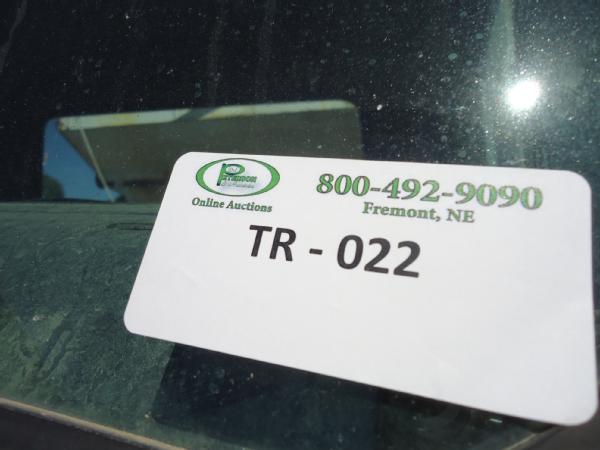 800-492-9090
Online Auctions
Fremont, NE
TR - 022